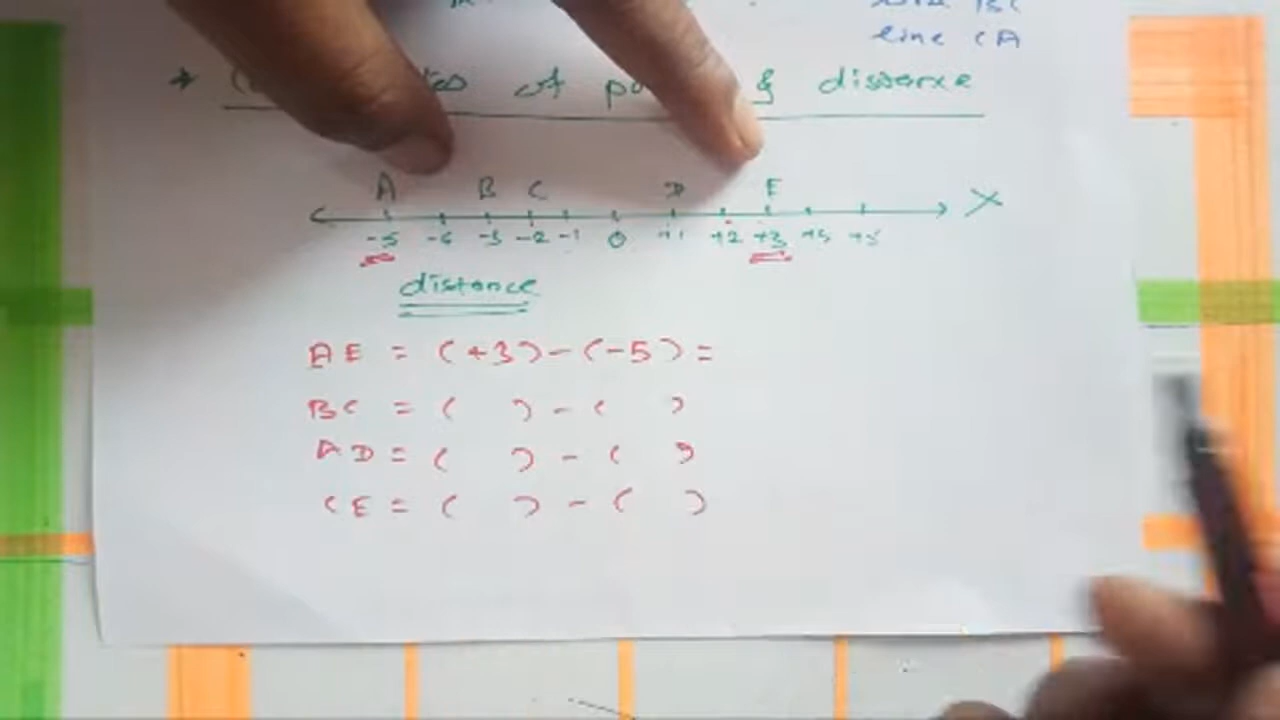 line CA
of & disterxe
A B C D E
-5 -4 -3 -2 -1 0 +1 +2 +3 +4 +5 X
distance
AE = (+3)-(-5) =
BC = ( ) - ( )
AD = ( ) - ( )
CE = ( ) - ( )